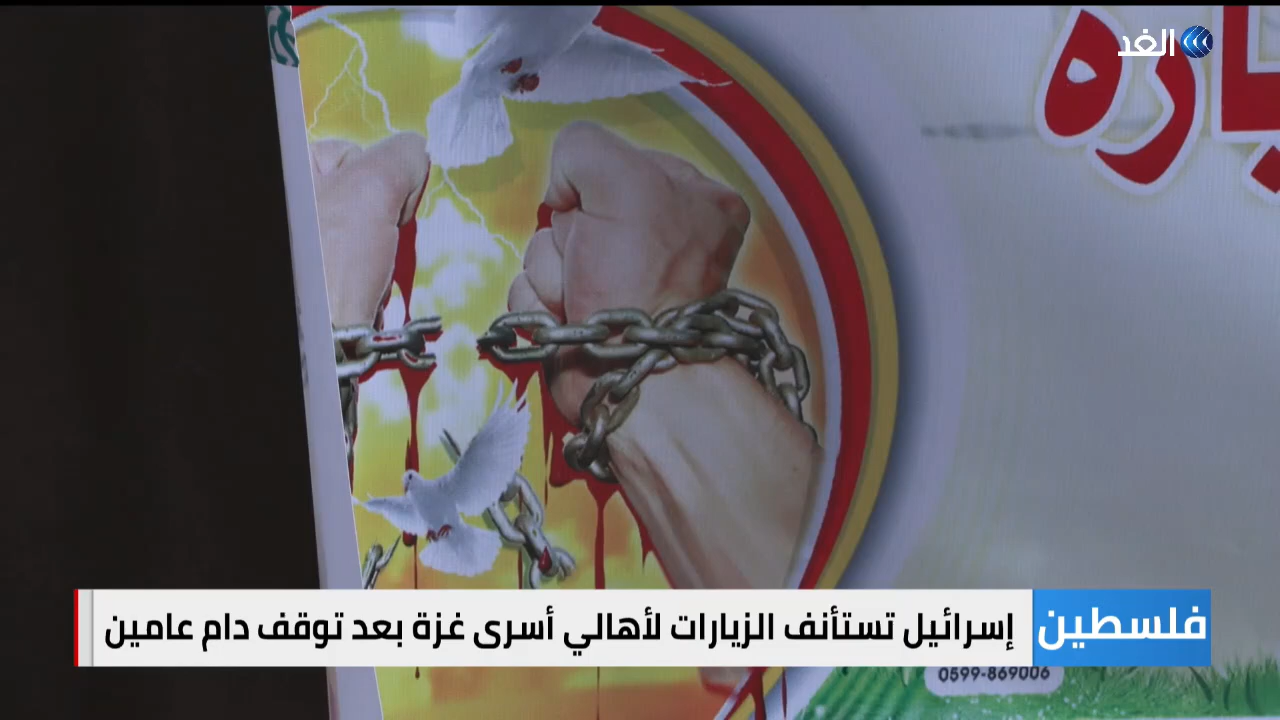 الغد
فلسطين
إسرائيل تستأنف الزيارات لأهالي أسرى غزة بعد توقف دام عامين
0599-869006